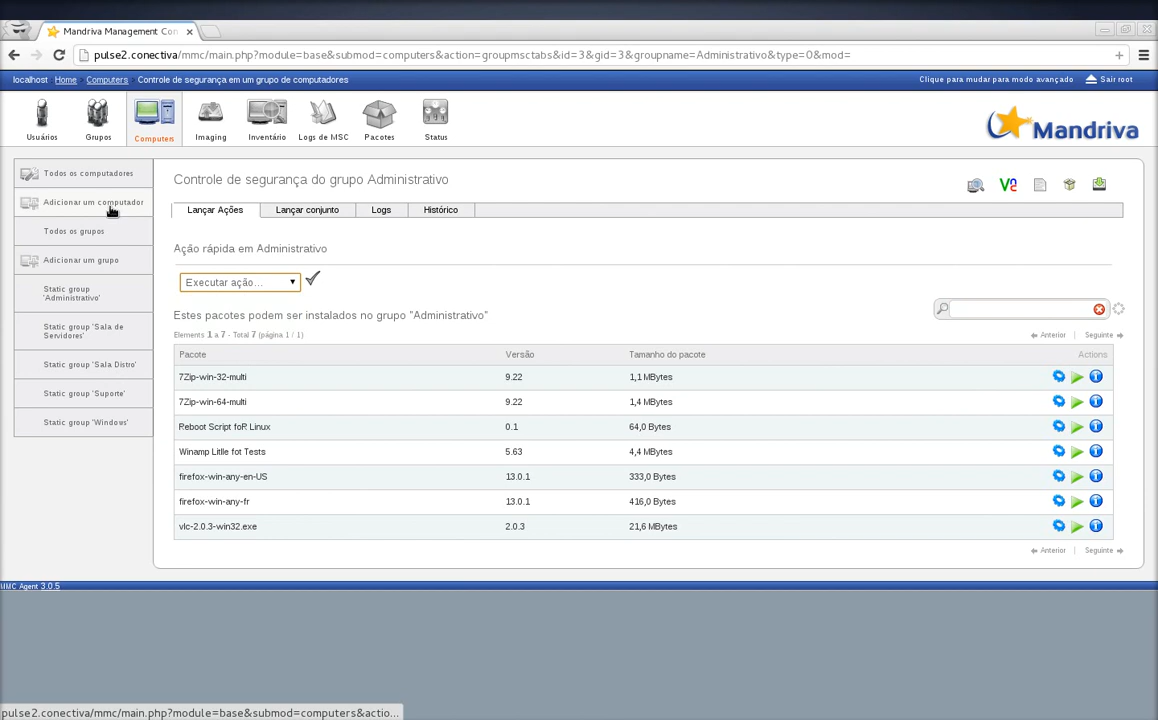 Mandriva Management Con
pulse2.conectiva/mmc/main.php?module=base&submod=computers&action=groupmsctabs&id=3&gid=3&groupname=Administrativo&type=0&mod=
localhost Home Computers Controle de segurança em um grupo de computadores Clique para mudar para modo avançado Sair root
Usuários Grupos Computers Imaging Inventário Logs de MSC Pacotes Status
Mandriva
Todos os computadores
Adicionar um computador
Todos os grupos
Adicionar um grupo
Static group
'Administrativo'
Static group 'Sala de
Servidores'
Static group 'Sala Distro'
Static group 'Suporte'
Static group 'Windows'
Controle de segurança do grupo Administrativo
Lançar Ações Lançar conjunto Logs Histórico
Ação rápida em Administrativo
Executar ação...
Estes pacotes podem ser instalados no grupo "Administrativo"
Elements 1 a 7 - Total 7 (página 1 / 1) Anterior | Seguinte
Pacote Versão Tamanho do pacote Actions
7Zip-win-32-multi 9.22 1,1 MBytes
7Zip-win-64-multi 9.22 1,4 MBytes
Reboot Script foR Linux 0.1 64,0 Bytes
Winamp Litlle fot Tests 5.63 4,4 MBytes
firefox-win-any-en-US 13.0.1 333,0 Bytes
firefox-win-any-fr 13.0.1 416,0 Bytes
vlc-2.0.3-win32.exe 2.0.3 21,6 MBytes
Anterior | Seguinte
MMC Agent 3.0.5
pulse2.conectiva/mmc/main.php?module=base&submod=computers&actio...